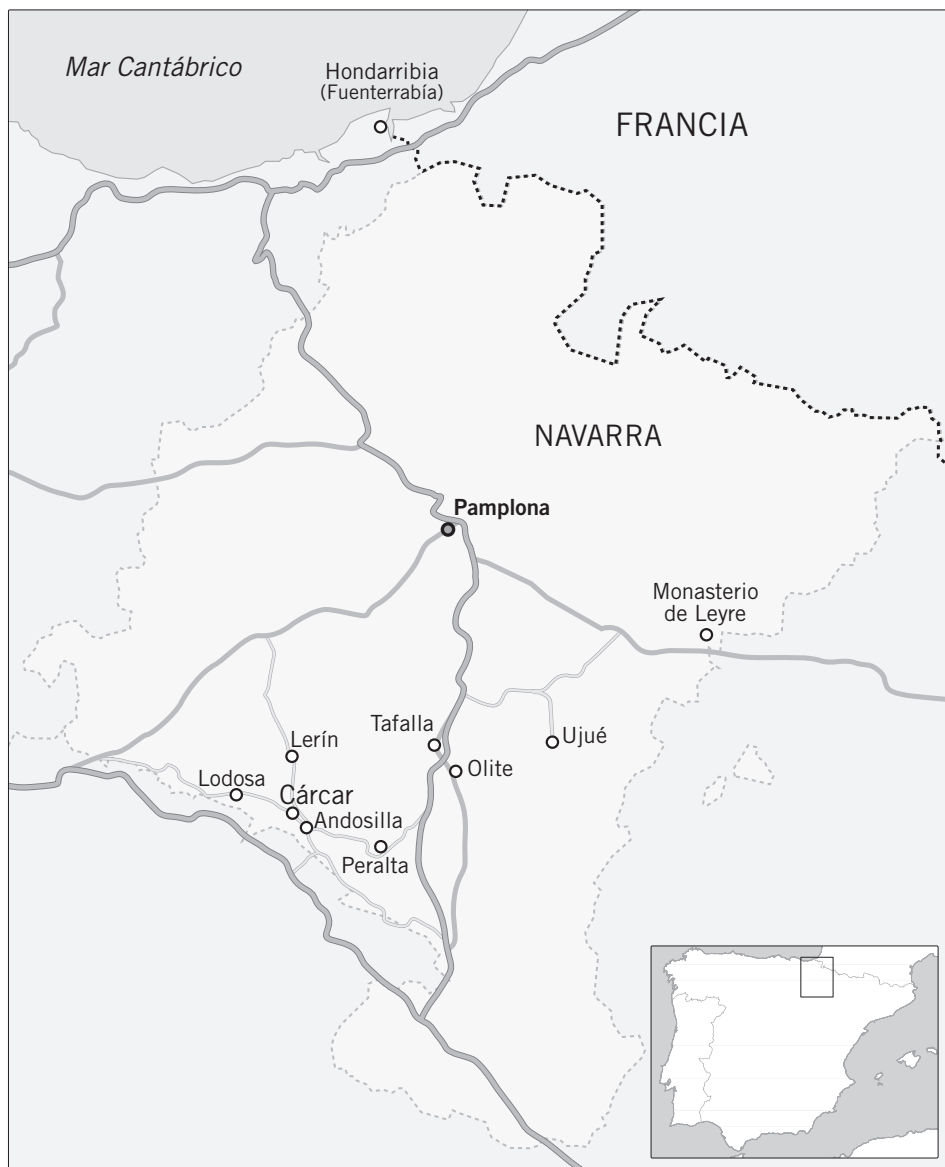 Mar Cantábrico
Hondarribia
(Fuenterrabía)
FRANCIA
NAVARRA
Pamplona
Monasterio
de Leyre
Tafalla
Ujué
Lerín
Olite
Lodosa
Cárcar
Andosilla
Peralta